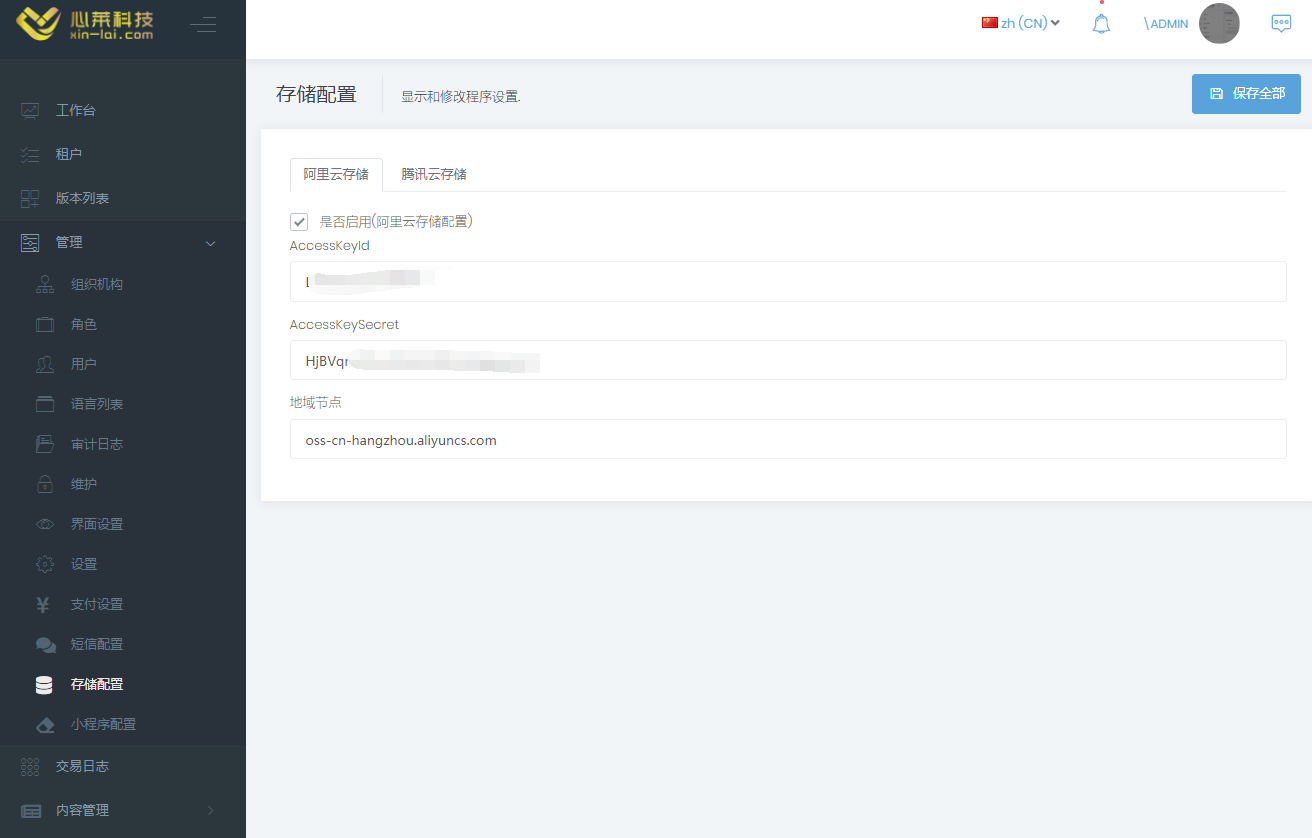 心莱科技
xin-lai.com
zh (CN)
\ADMIN
工作台
租户
版本列表
管理
组织机构
角色
用户
语言列表
审计日志
维护
界面设置
设置
支付设置
短信配置
存储配置
小程序配置
交易日志
内容管理
存储配置
显示和修改程序设置.
保存全部
阿里云存储
腾讯云存储
是否启用(阿里云存储配置)
AccessKeyId
AccessKeySecret
HjBVqr
地域节点
oss-cn-hangzhou.aliyuncs.com